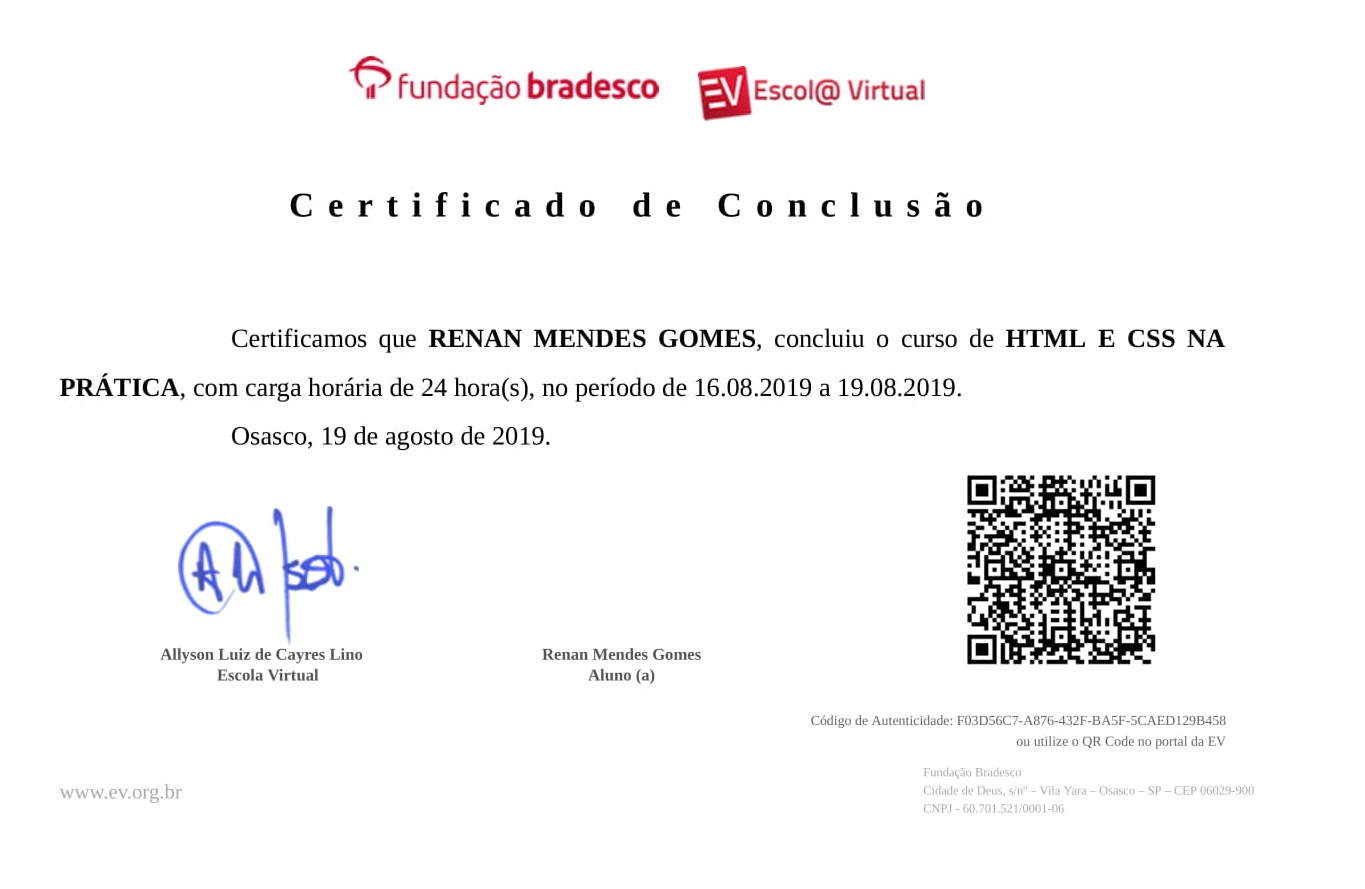 fundação bradesco EV Escol@ Virtual
Certificado de Conclusão
Certificamos que RENAN MENDES GOMES, concluiu o curso de HTML E CSS NA
PRÁTICA, com carga horária de 24 hora(s), no período de 16.08.2019 a 19.08.2019.
Osasco, 19 de agosto de 2019.
Allyson Luiz de Cayres Lino
Escola Virtual
Renan Mendes Gomes
Aluno (a)
Código de Autenticidade: F03D56C7-A876-432F-BA5F-5CAED129B458
ou utilize o QR Code no portal da EV
www.ev.org.br
Fundação Bradesco
Cidade de Deus, s/nº – Vila Yara – Osasco – SP – CEP 06029-900
CNPJ - 60.701.521/0001-06